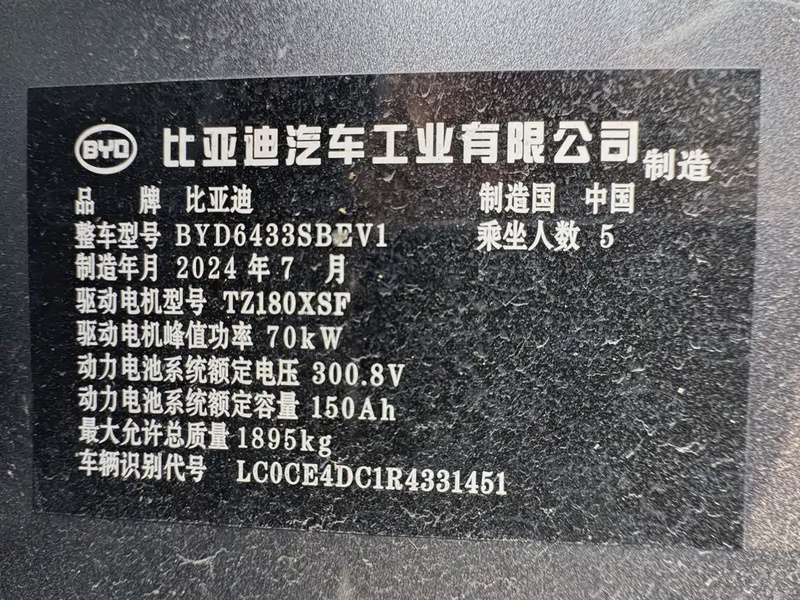 BYD 比亚迪汽车工业有限公司 制造
品 牌 比亚迪 制造国 中国
整车型号 BYD6433SBEV1 乘坐人数 5
制造年月 2024 年 7 月
驱动电机型号 TZ180XSF
驱动电机峰值功率 70kW
动力电池系统额定电压 300.8V
动力电池系统额定容量 150Ah
最大允许总质量 1895kg
车辆识别代号 LC0CE4DC1R4331451